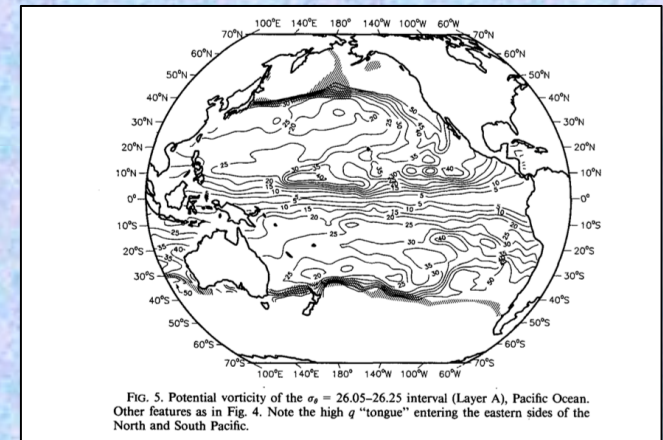 100°E 140°E 180° 140°W 100°W 60°W
70°N 70°N
60°N 60°N
50°N 50°N
40°N 40°N
30°N 30°N
20°N 20°N
10°N 10°N
0° 0°
10°S 10°S
20°S 20°S
30°S 30°S
40°S 40°S
50°S 50°S
60°S 60°S
70°S 70°S
100°E 140°E 180° 140°W 100°W 60°W
FIG. 5. Potential vorticity of the σθ = 26.05–26.25 interval (Layer A), Pacific Ocean.
Other features as in Fig. 4. Note the high q "tongue" entering the eastern sides of the
North and South Pacific.